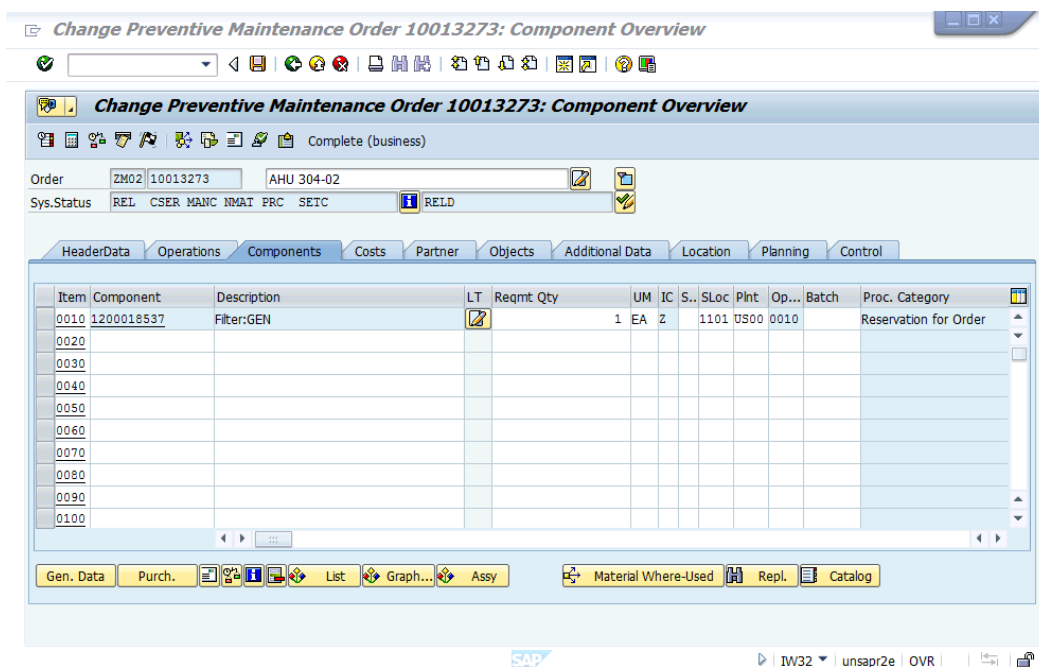 Change Preventive Maintenance Order 10013273: Component Overview
Change Preventive Maintenance Order 10013273: Component Overview
Complete (business)
Order ZM02 10013273 AHU 304-02
Sys.Status REL CSER MANC NMAT PRC SETC RELD
HeaderData Operations Components Costs Partner Objects Additional Data Location Planning Control
Item Component Description LT Reqmt Qty UM IC S.. SLoc Plnt Op... Batch Proc. Category
0010 1200018537 Filter:GEN 1 EA Z 1101 US00 0010 Reservation for Order
0020
0030
0040
0050
0060
0070
0080
0090
0100
Gen. Data Purch. List Graph... Assy Material Where-Used Repl. Catalog
SAP IW32 unsapr2e OVR